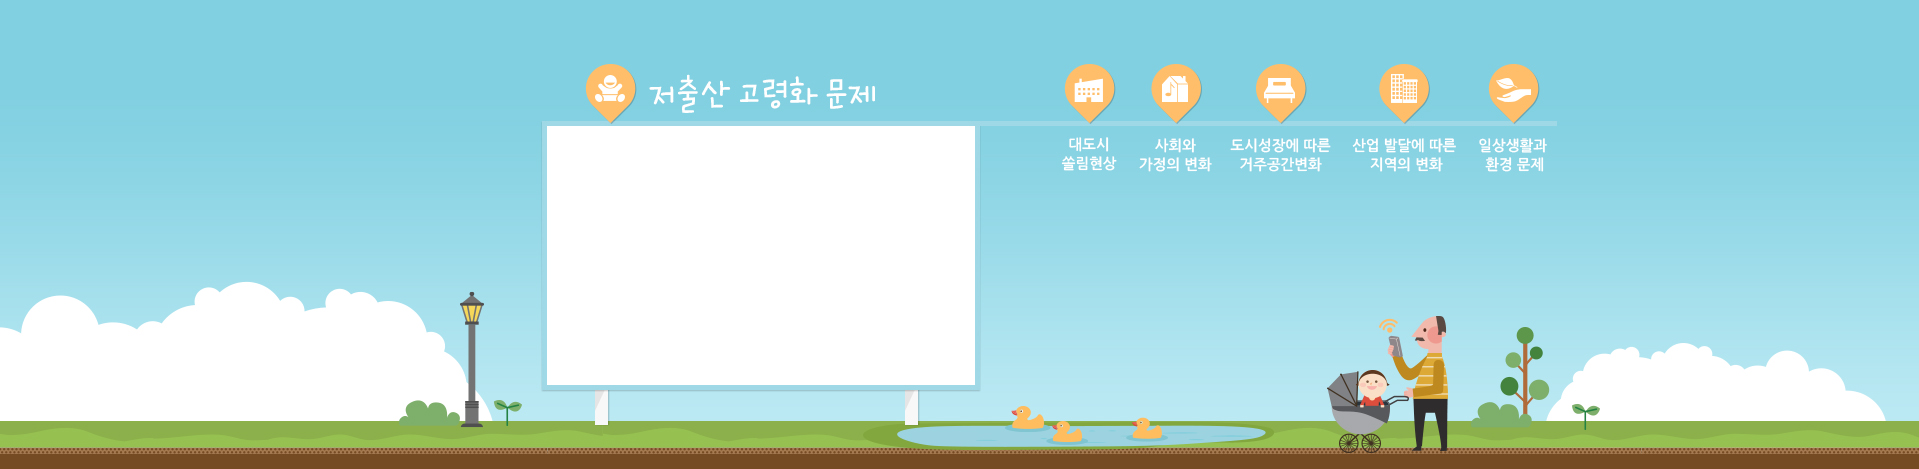 저출산 고령화 문제
대도시
쏠림현상
사회와
가정의 변화
도시성장에 따른
거주공간변화
산업 발달에 따른
지역의 변화
일상생활과
환경 문제